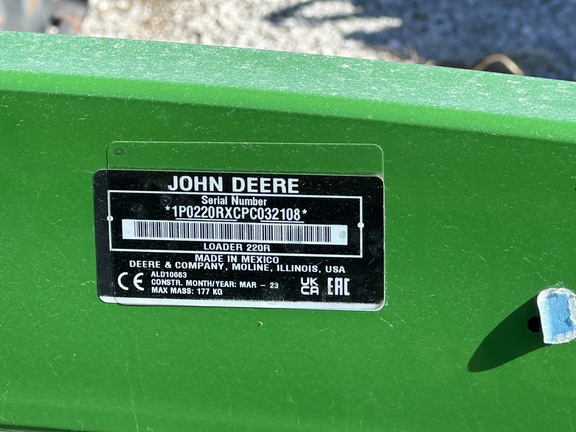 JOHN DEERE
Serial Number
*1P0220RXCPC032108*
LOADER 220R
MADE IN MEXICO
DEERE & COMPANY, MOLINE, ILLINOIS, USA
ALD10663
CE CONSTR. MONTH/YEAR: MAR - 23 UK CA EAC
MAX MASS: 177 KG